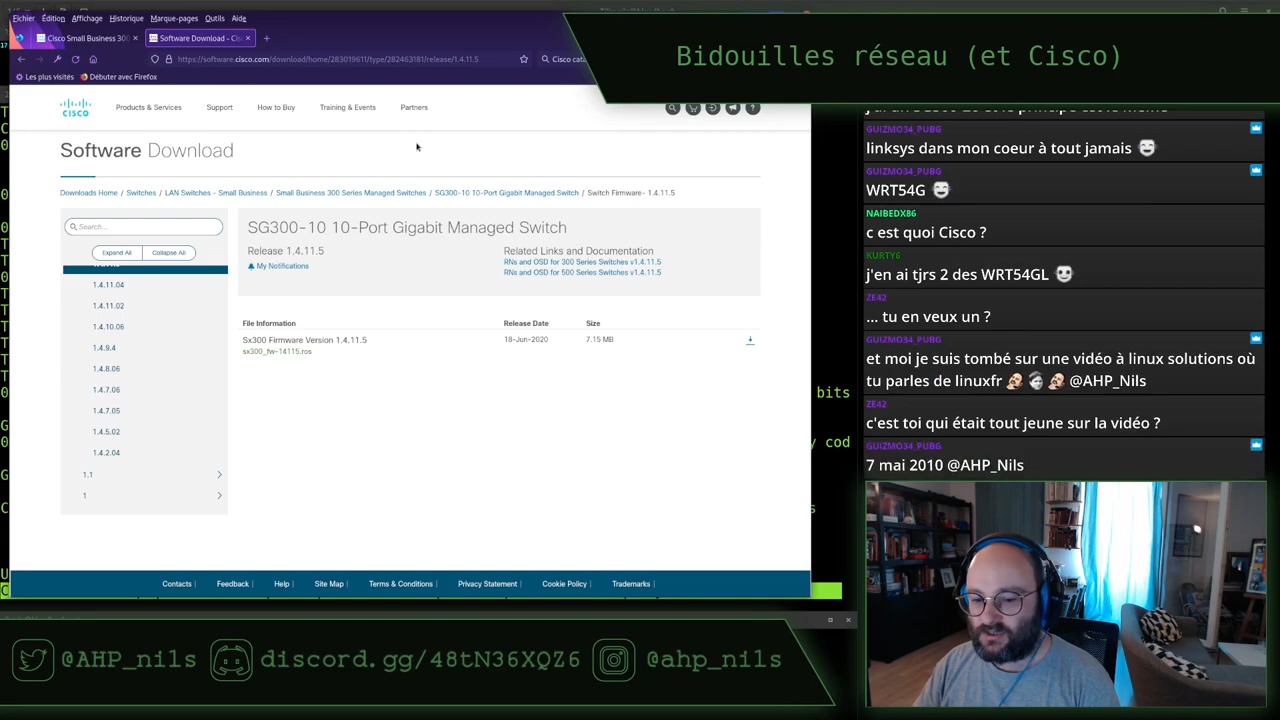 Fichier Édition Affichage Historique Marque-pages Outils Aide
Cisco Small Business 300 × Software Download - Cis × +
https://software.cisco.com/download/home/283019611/type/282463181/release/1.4.11.5
Les plus visités Débuter avec Firefox
Bidouilles réseau (et Cisco)
CISCO
Products & Services Support How to Buy Training & Events Partners
Software Download
Downloads Home / Switches / LAN Switches - Small Business / Small Business 300 Series Managed Switches / SG300-10 10-Port Gigabit Managed Switch / Switch Firmware- 1.4.11.5
Search...
Expand All Collapse All
1.4.11.04
1.4.11.02
1.4.10.06
1.4.9.4
1.4.8.06
1.4.7.06
1.4.7.05
1.4.5.02
1.4.2.04
1.1
1
SG300-10 10-Port Gigabit Managed Switch
Release 1.4.11.5
My Notifications
Related Links and Documentation
RNs and OSD for 300 Series Switches v1.4.11.5
RNs and OSD for 500 Series Switches v1.4.11.5
File Information Release Date Size
Sx300 Firmware Version 1.4.11.5 18-Jun-2020 7.15 MB
sx300_fw-14115.ros
Contacts | Feedback | Help | Site Map | Terms & Conditions | Privacy Statement | Cookie Policy | Trademarks |
bits
y cod
GUIZMO34_PUBG
linksys dans mon coeur à tout jamais
GUIZMO34_PUBG
WRT54G
NAIBEDX86
c est quoi Cisco ?
KURTY6
j'en ai tjrs 2 des WRT54GL
ZE42
... tu en veux un ?
GUIZMO34_PUBG
et moi je suis tombé sur une vidéo à linux solutions où
tu parles de linuxfr @AHP_Nils
ZE42
c'est toi qui était tout jeune sur la vidéo ?
GUIZMO34_PUBG
7 mai 2010 @AHP_Nils
@AHP_nils discord.gg/48tN36XQZ6 @ahp_nils